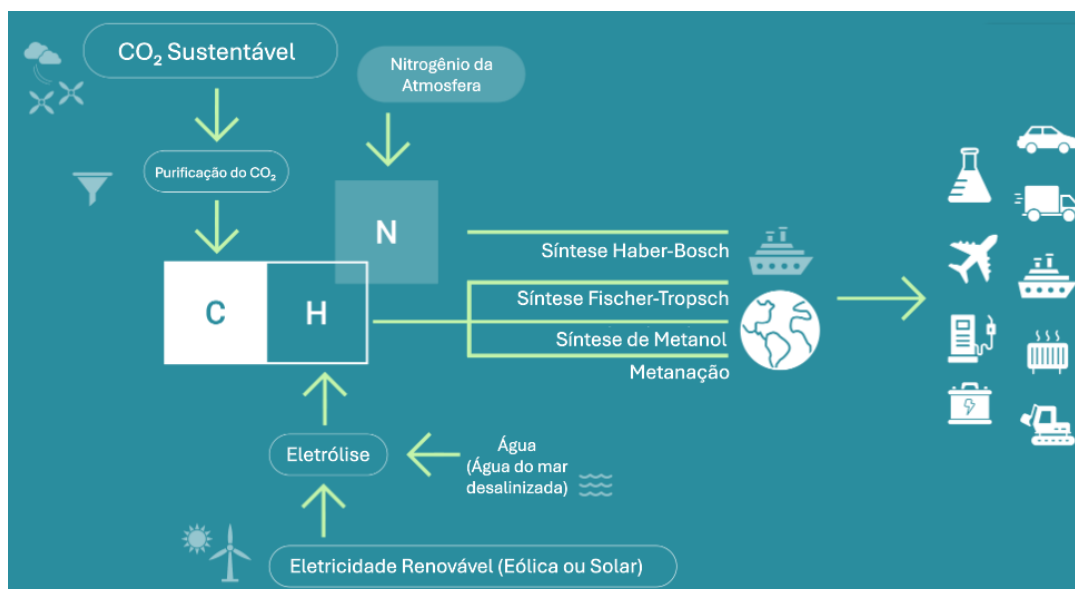 CO₂ Sustentável
Nitrogênio da
Atmosfera
Purificação do CO₂
N
C
H
Síntese Haber-Bosch
Síntese Fischer-Tropsch
Síntese de Metanol
Metanação
Eletrólise
Água
(Água do mar
desalinizada)
Eletricidade Renovável (Eólica ou Solar)